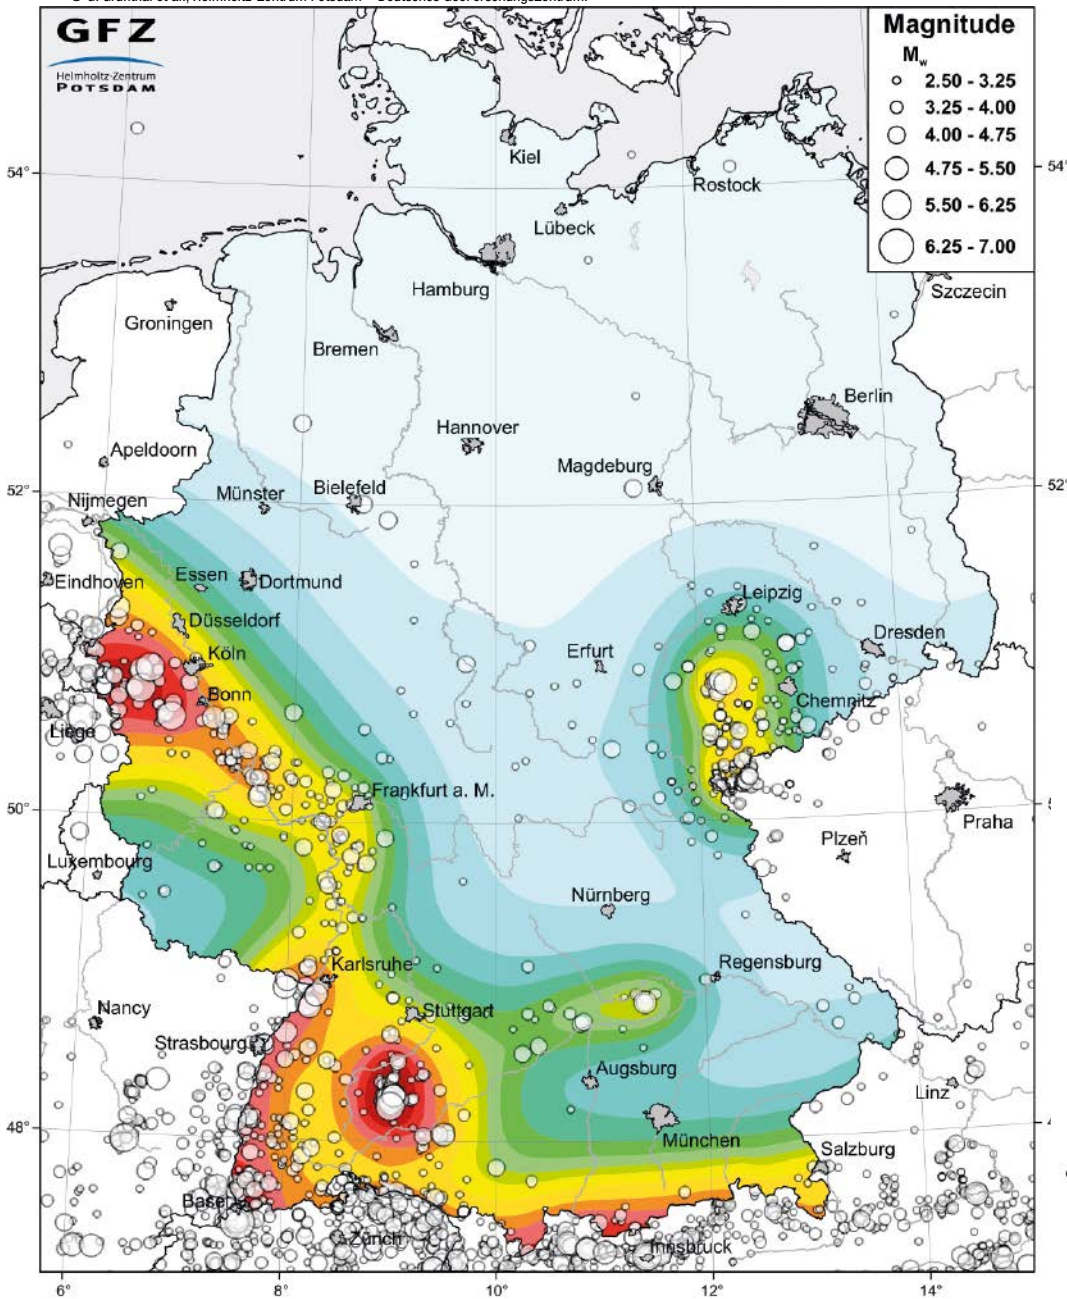 GFZ
Helmholtz-Zentrum
POTSDAM
Magnitude
Mw
2.50 - 3.25
3.25 - 4.00
4.00 - 4.75
4.75 - 5.50
5.50 - 6.25
6.25 - 7.00
Kiel
54°
54°
Rostock
Lübeck
Hamburg
Szczecin
Groningen
Bremen
Berlin
Hannover
Apeldoorn
Magdeburg
Münster
Bielefeld
52°
52°
Nijmegen
Eindhoven
Essen
Dortmund
Leipzig
Düsseldorf
Dresden
Köln
Erfurt
Bonn
Chemnitz
Liege
Frankfurt a. M.
50°
Praha
Plzeň
Luxembourg
Nürnberg
Karlsruhe
Regensburg
Nancy
Stuttgart
Strasbourg
Augsburg
Linz
48°
München
Salzburg
Basel
Zürich
Innsbruck
6°
8°
10°
12°
14°